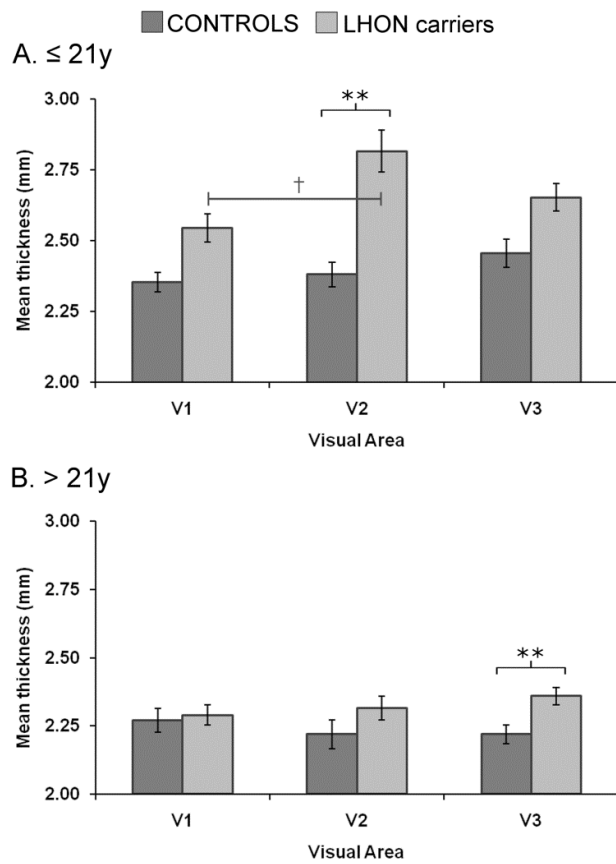 CONTROLS LHON carriers
A. ≤ 21y
3.00
2.75
2.50
2.25
2.00
Mean thickness (mm)
**
†
V1 V2 V3
Visual Area
B. > 21y
3.00
2.75
2.50
2.25
2.00
Mean thickness (mm)
**
V1 V2 V3
Visual Area